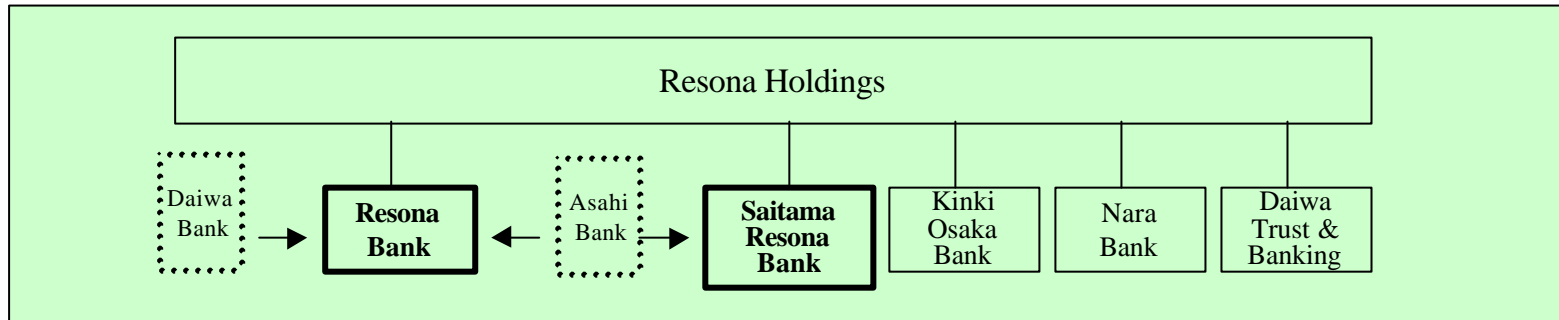 Resona Holdings
Daiwa
Bank
Resona
Bank
Asahi
Bank
Saitama
Resona
Bank
Kinki
Osaka
Bank
Nara
Bank
Daiwa
Trust &
Banking